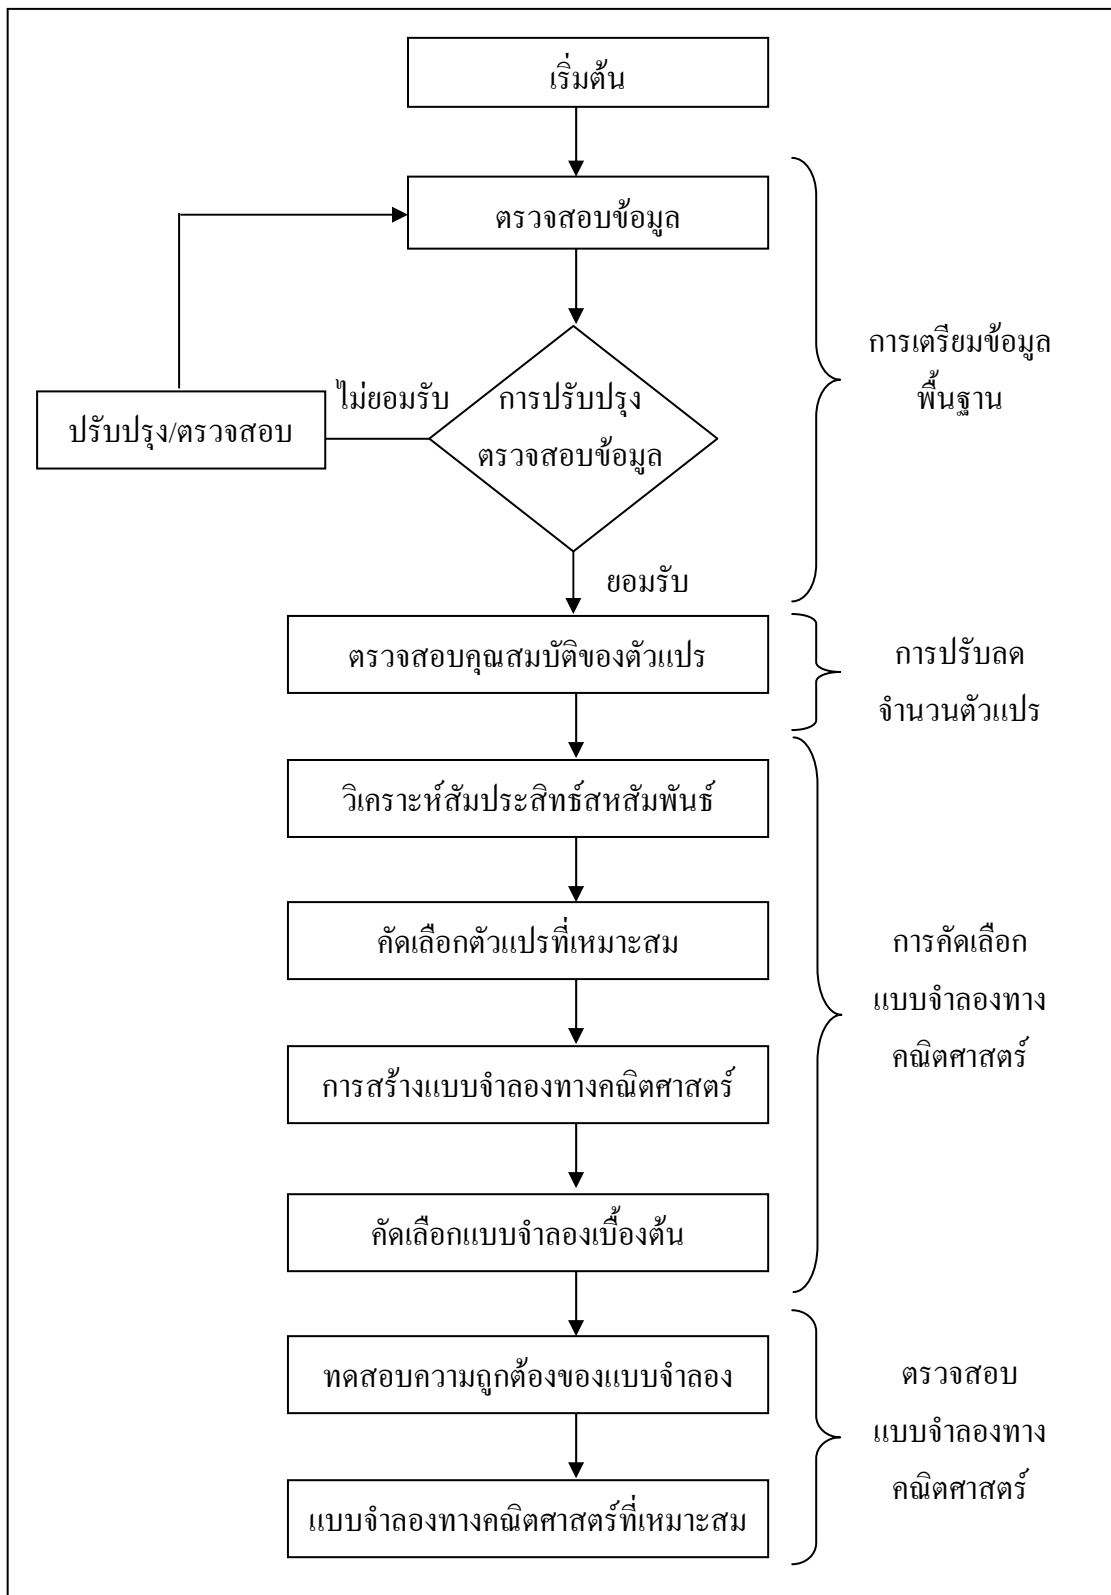 เริ่มต้น
ตรวจสอบข้อมูล
การเตรียมข้อมูล
พื้นฐาน
ไม่ยอมรับ
การปรับปรุง
ตรวจสอบข้อมูล
ปรับปรุง/ตรวจสอบ
ยอมรับ
ตรวจสอบคุณสมบัติของตัวแปร
การปรับลด
จำนวนตัวแปร
วิเคราะห์สัมประสิทธ์สหสัมพันธ์
คัดเลือกตัวแปรที่เหมาะสม
การสร้างแบบจำลองทางคณิตศาสตร์
คัดเลือกแบบจำลองเบื้องต้น
การคัดเลือก
แบบจำลองทาง
คณิตศาสตร์
ทดสอบความถูกต้องของแบบจำลอง
แบบจำลองทางคณิตศาสตร์ที่เหมาะสม
ตรวจสอบ
แบบจำลองทาง
คณิตศาสตร์